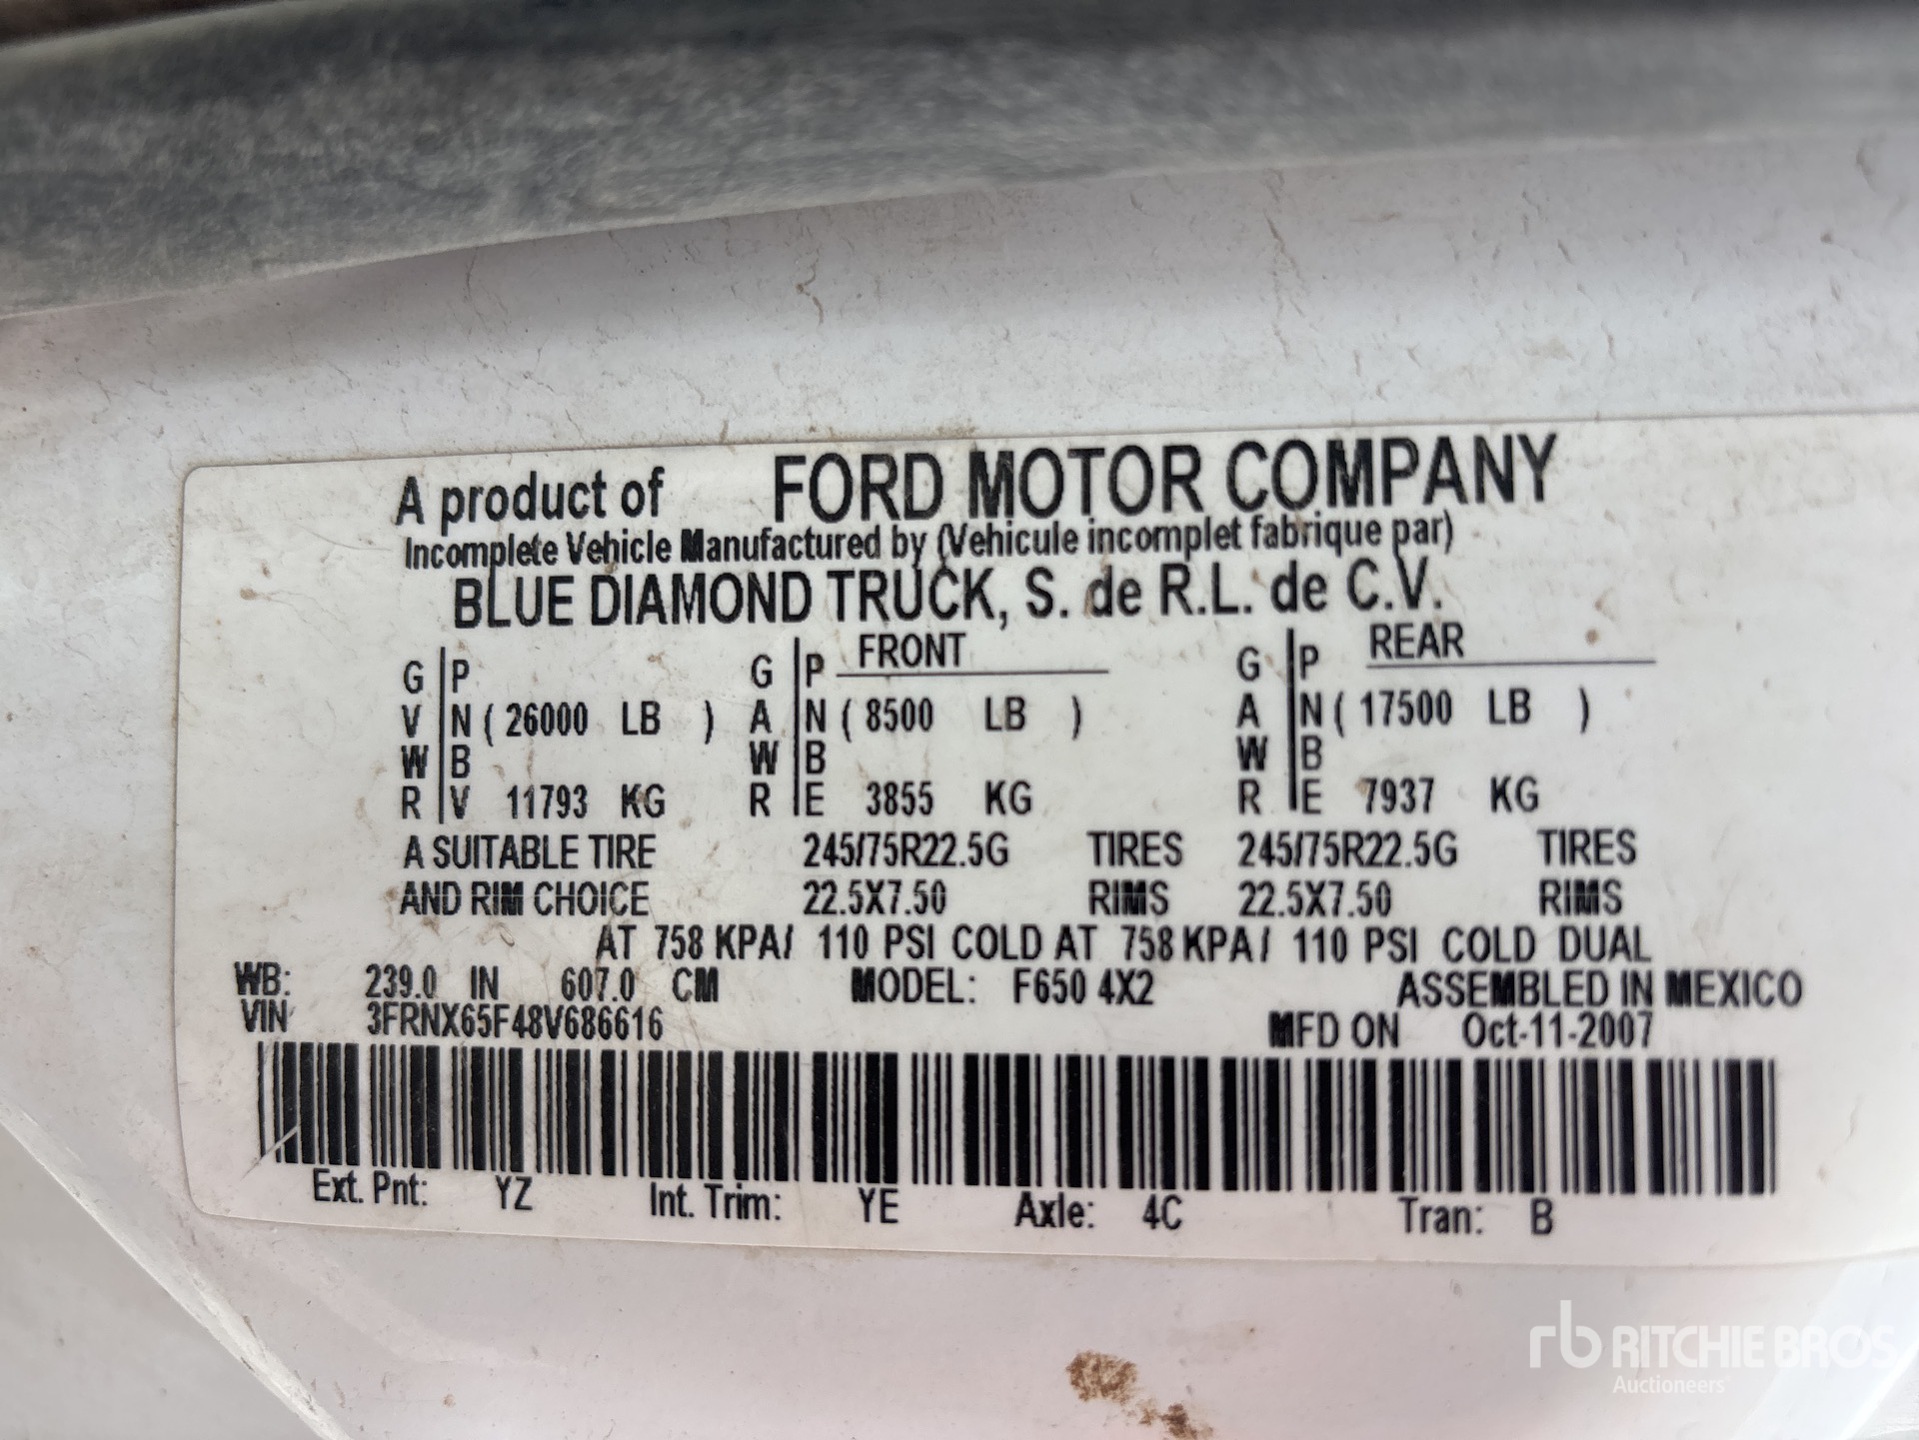 A product of FORD MOTOR COMPANY
Incomplete Vehicle Manufactured by (Vehicule incomplet fabrique par)
BLUE DIAMOND TRUCK, S. de R.L. de C.V.
G P G P FRONT G P REAR
V N ( 26000 LB ) A N ( 8500 LB ) A N ( 17500 LB )
W B W B W B
R V 11793 KG R E 3855 KG R E 7937 KG
A SUITABLE TIRE 245/75R22.5G TIRES 245/75R22.5G TIRES
AND RIM CHOICE 22.5X7.50 RIMS 22.5X7.50 RIMS
AT 758 KPA/ 110 PSI COLD AT 758 KPA/ 110 PSI COLD DUAL
WB: 239.0 IN 607.0 CM MODEL: F650 4X2 ASSEMBLED IN MEXICO
VIN 3FRNX65F48V686616 MFD ON Oct-11-2007
Ext. Pnt: YZ Int. Trim: YE Axle: 4C Tran: B
rb RITCHIE BROS
Auctioneers